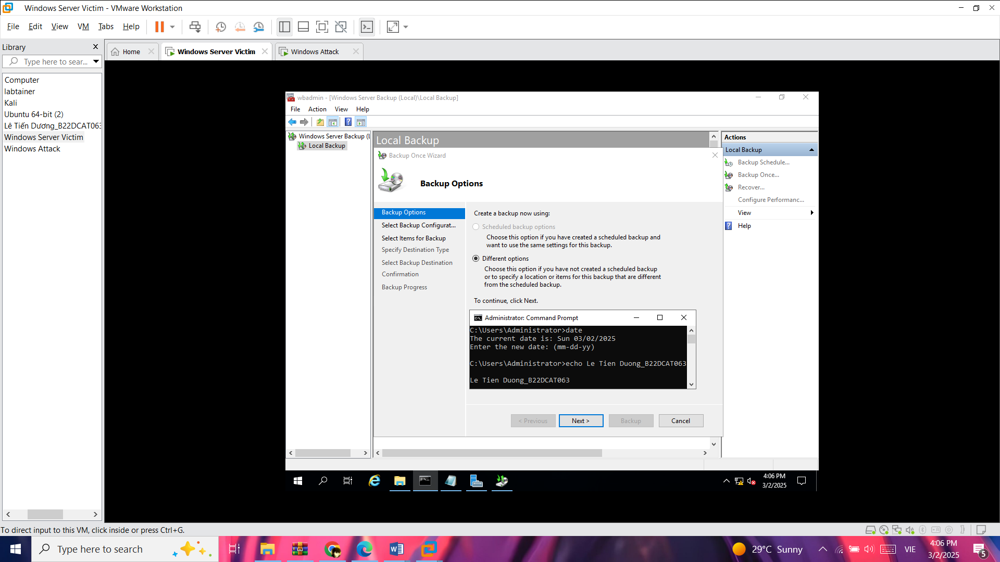 Windows Server Victim - VMware Workstation
File Edit View VM Tabs Help
Library
Type here to sear...
Computer
labtainer
Kali
Ubuntu 64-bit (2)
Lê Tiến Dương_B22DCAT063
Windows Server Victim
Windows Attack
Home
Windows Server Victim
Windows Attack
wbadmin - [Windows Server Backup (Local)\Local Backup]
File Action View Help
Windows Server Backup (L
Local Backup
Local Backup
Backup Once Wizard
Backup Options
Backup Options
Select Backup Configurat...
Select Items for Backup
Specify Destination Type
Select Backup Destination
Confirmation
Backup Progress
Create a backup now using:
Scheduled backup options
Choose this option if you have created a scheduled backup and
want to use the same settings for this backup.
Different options
Choose this option if you have not created a scheduled backup
or to specify a location or items for this backup that are different
from the scheduled backup.
To continue, click Next.
Administrator: Command Prompt
C:\Users\Administrator>date
The current date is: Sun 03/02/2025
Enter the new date: (mm-dd-yy)
C:\Users\Administrator>echo Le Tien Duong_B22DCAT063
Le Tien Duong_B22DCAT063
< Previous
Next >
Backup
Cancel
Actions
Local Backup
Backup Schedule...
Backup Once...
Recover...
Configure Performanc...
View
Help
4:06 PM
3/2/2025
To direct input to this VM, click inside or press Ctrl+G.
Type here to search
29°C Sunny
VIE
4:06 PM
3/2/2025
5